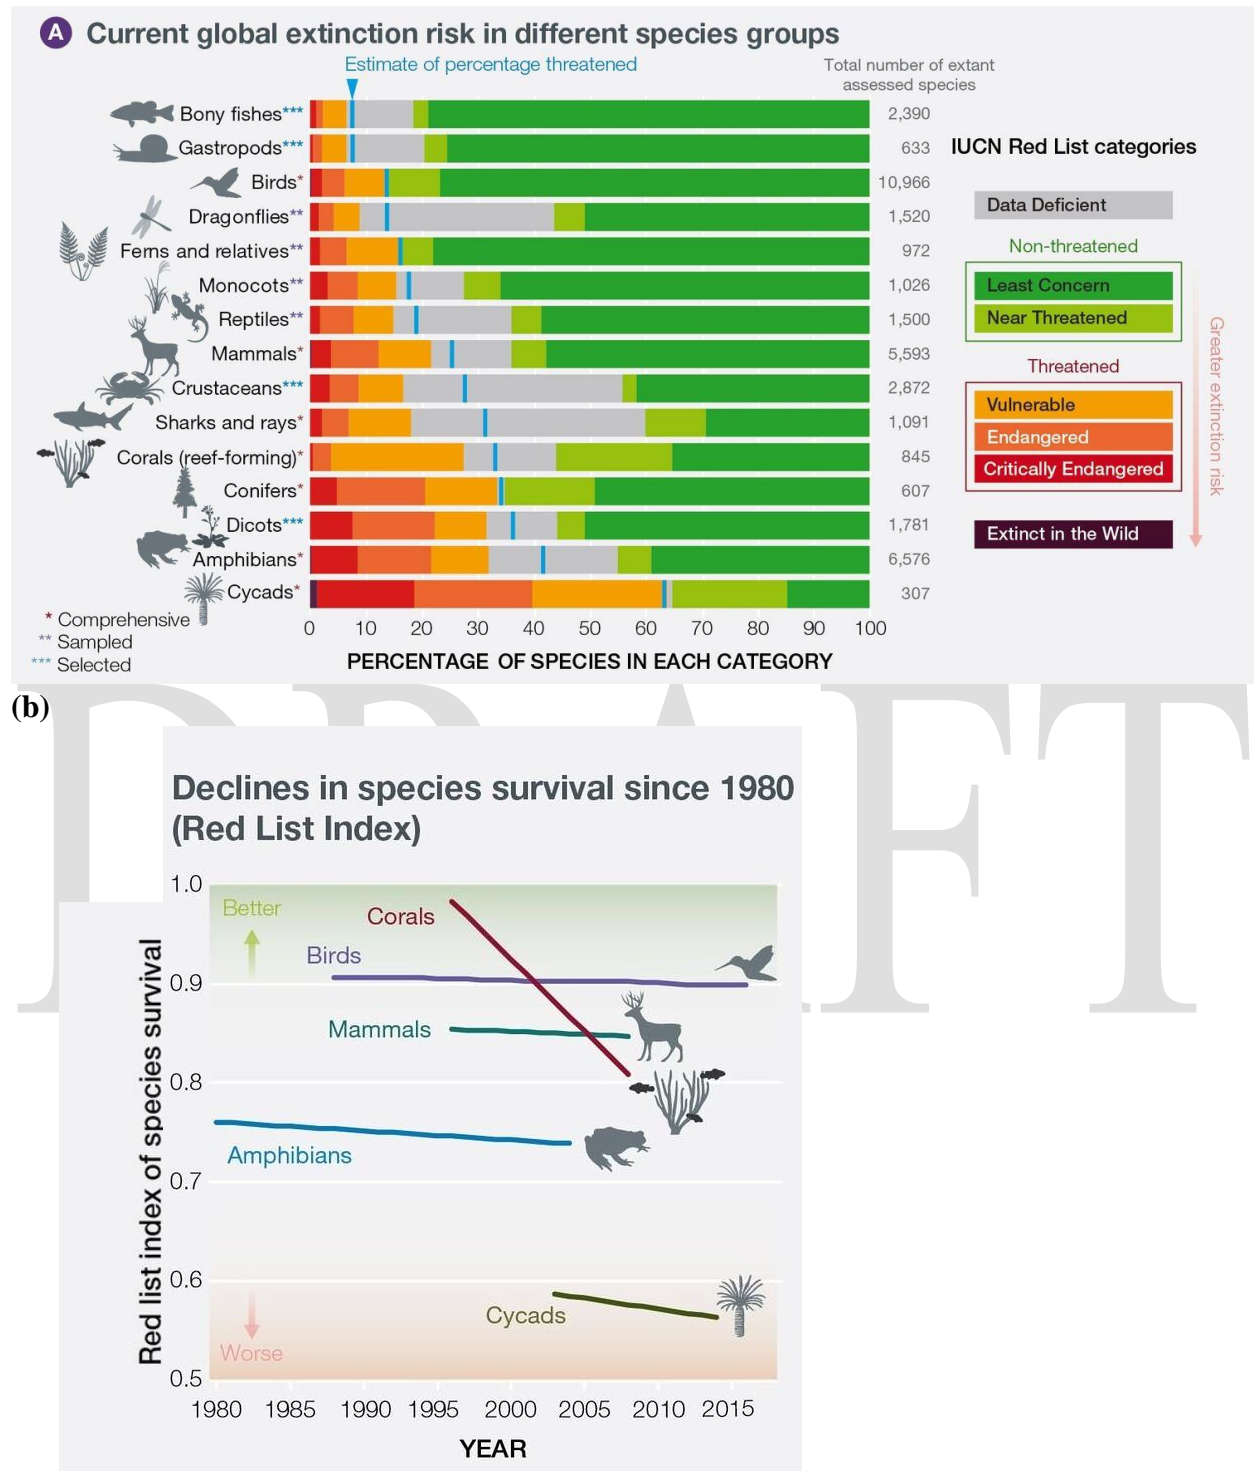 A Current global extinction risk in different species groups
Estimate of percentage threatened
Total number of extant
assessed species
Bony fishes*** 2,390
Gastropods*** 633
Birds* 10,966
Dragonflies** 1,520
Ferns and relatives** 972
Monocots** 1,026
Reptiles** 1,500
Mammals* 5,593
Crustaceans*** 2,872
Sharks and rays* 1,091
Corals (reef-forming)* 845
Conifers* 607
Dicots*** 1,781
Amphibians* 6,576
Cycads* 307
* Comprehensive
** Sampled
*** Selected
0 10 20 30 40 50 60 70 80 90 100
PERCENTAGE OF SPECIES IN EACH CATEGORY
IUCN Red List categories
Data Deficient
Non-threatened
Least Concern
Near Threatened
Threatened
Vulnerable
Endangered
Critically Endangered
Extinct in the Wild
Greater extinction risk
DRAFT
(b)
Declines in species survival since 1980
(Red List Index)
Red list index of species survival
1.0
Better
Corals
Birds
0.9
Mammals
0.8
Amphibians
0.7
0.6
Cycads
Worse
0.5
1980 1985 1990 1995 2000 2005 2010 2015
YEAR